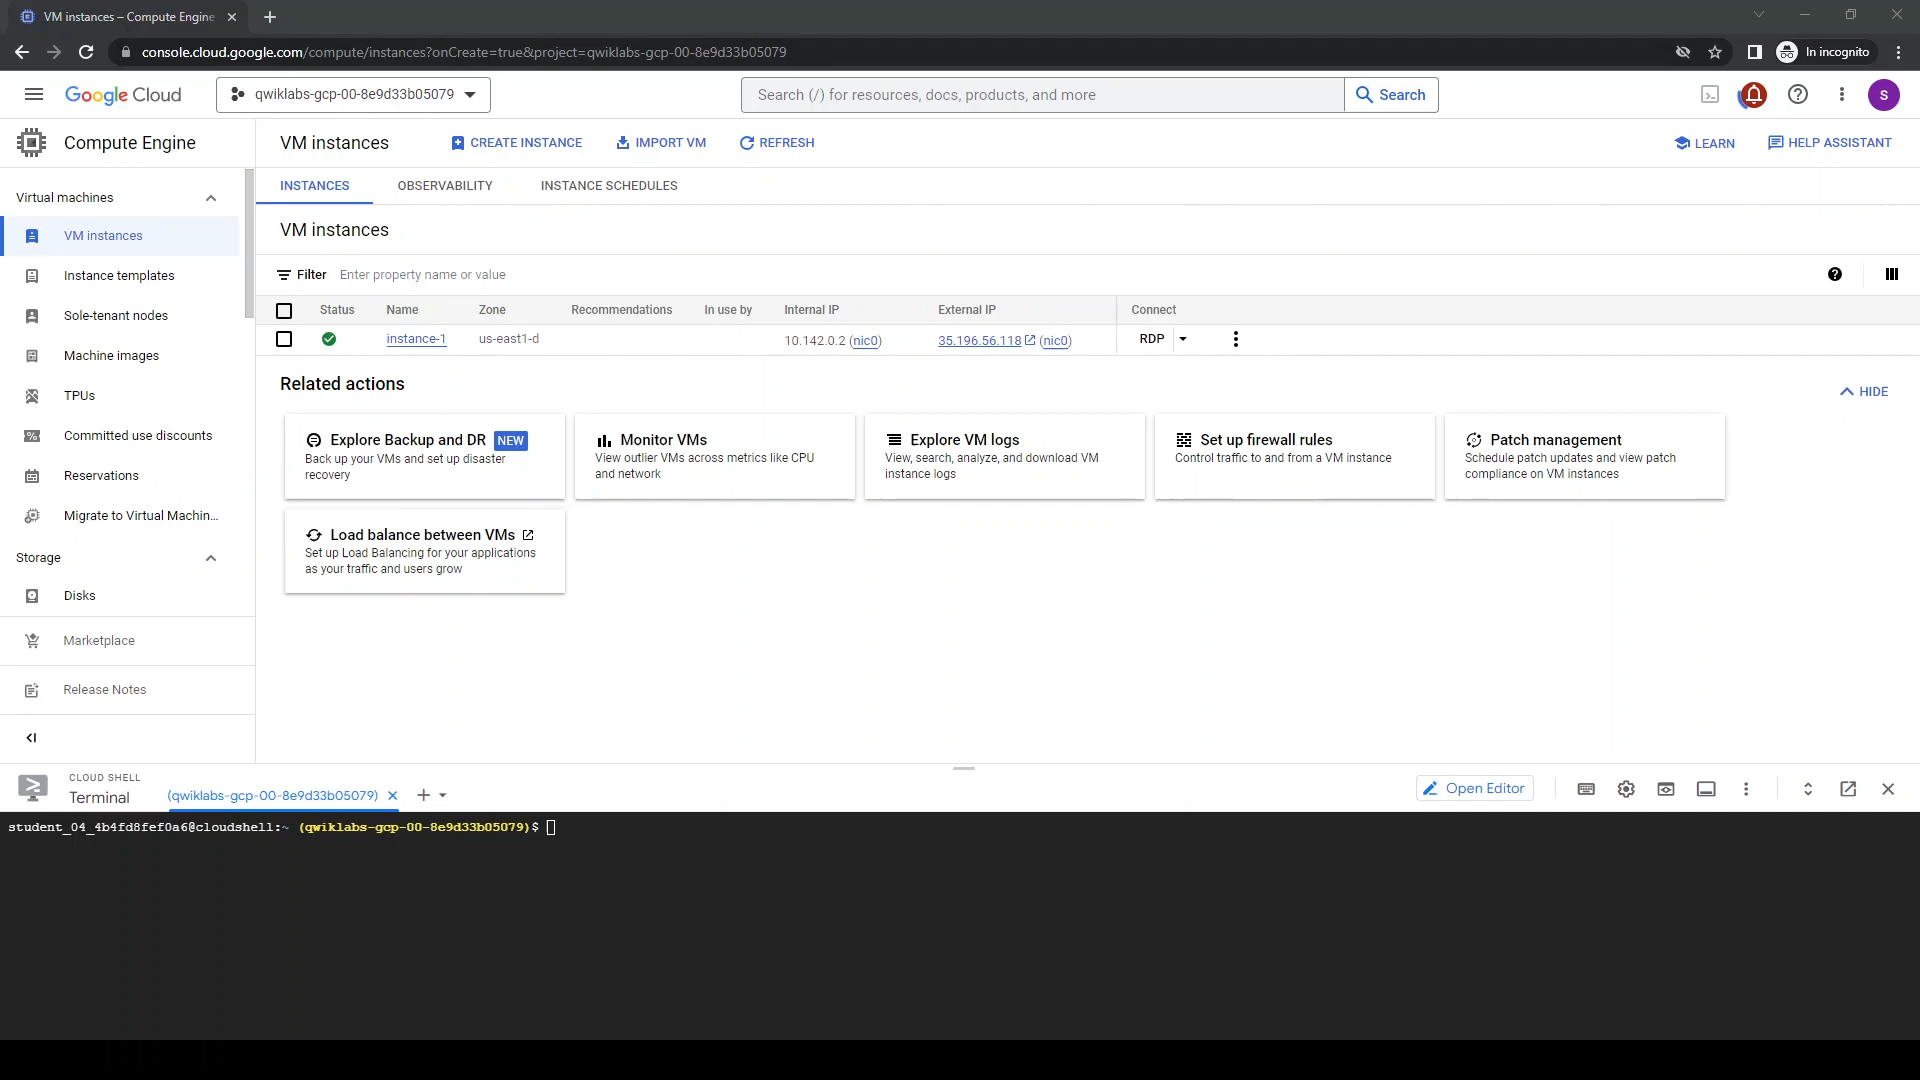 VM instances – Compute Engine
console.cloud.google.com/compute/instances?onCreate=true&project=qwiklabs-gcp-00-8e9d33b05079
In incognito
Google Cloud
qwiklabs-gcp-00-8e9d33b05079
Search (/) for resources, docs, products, and more
Search
S
Compute Engine
VM instances
CREATE INSTANCE
IMPORT VM
REFRESH
LEARN
HELP ASSISTANT
Virtual machines
VM instances
Instance templates
Sole-tenant nodes
Machine images
TPUs
Committed use discounts
Reservations
Migrate to Virtual Machin...
Storage
Disks
Marketplace
Release Notes
INSTANCES
OBSERVABILITY
INSTANCE SCHEDULES
VM instances
Filter
Enter property name or value
Status Name Zone Recommendations In use by Internal IP External IP Connect
instance-1 us-east1-d 10.142.0.2 (nic0) 35.196.56.118 (nic0) RDP
Related actions
HIDE
Explore Backup and DR NEW
Back up your VMs and set up disaster
recovery
Monitor VMs
View outlier VMs across metrics like CPU
and network
Explore VM logs
View, search, analyze, and download VM
instance logs
Set up firewall rules
Control traffic to and from a VM instance
Patch management
Schedule patch updates and view patch
compliance on VM instances
Load balance between VMs
Set up Load Balancing for your applications
as your traffic and users grow
CLOUD SHELL
Terminal
(qwiklabs-gcp-00-8e9d33b05079)
Open Editor
student_04_4b4fd8fef0a6@cloudshell:~ (qwiklabs-gcp-00-8e9d33b05079)$